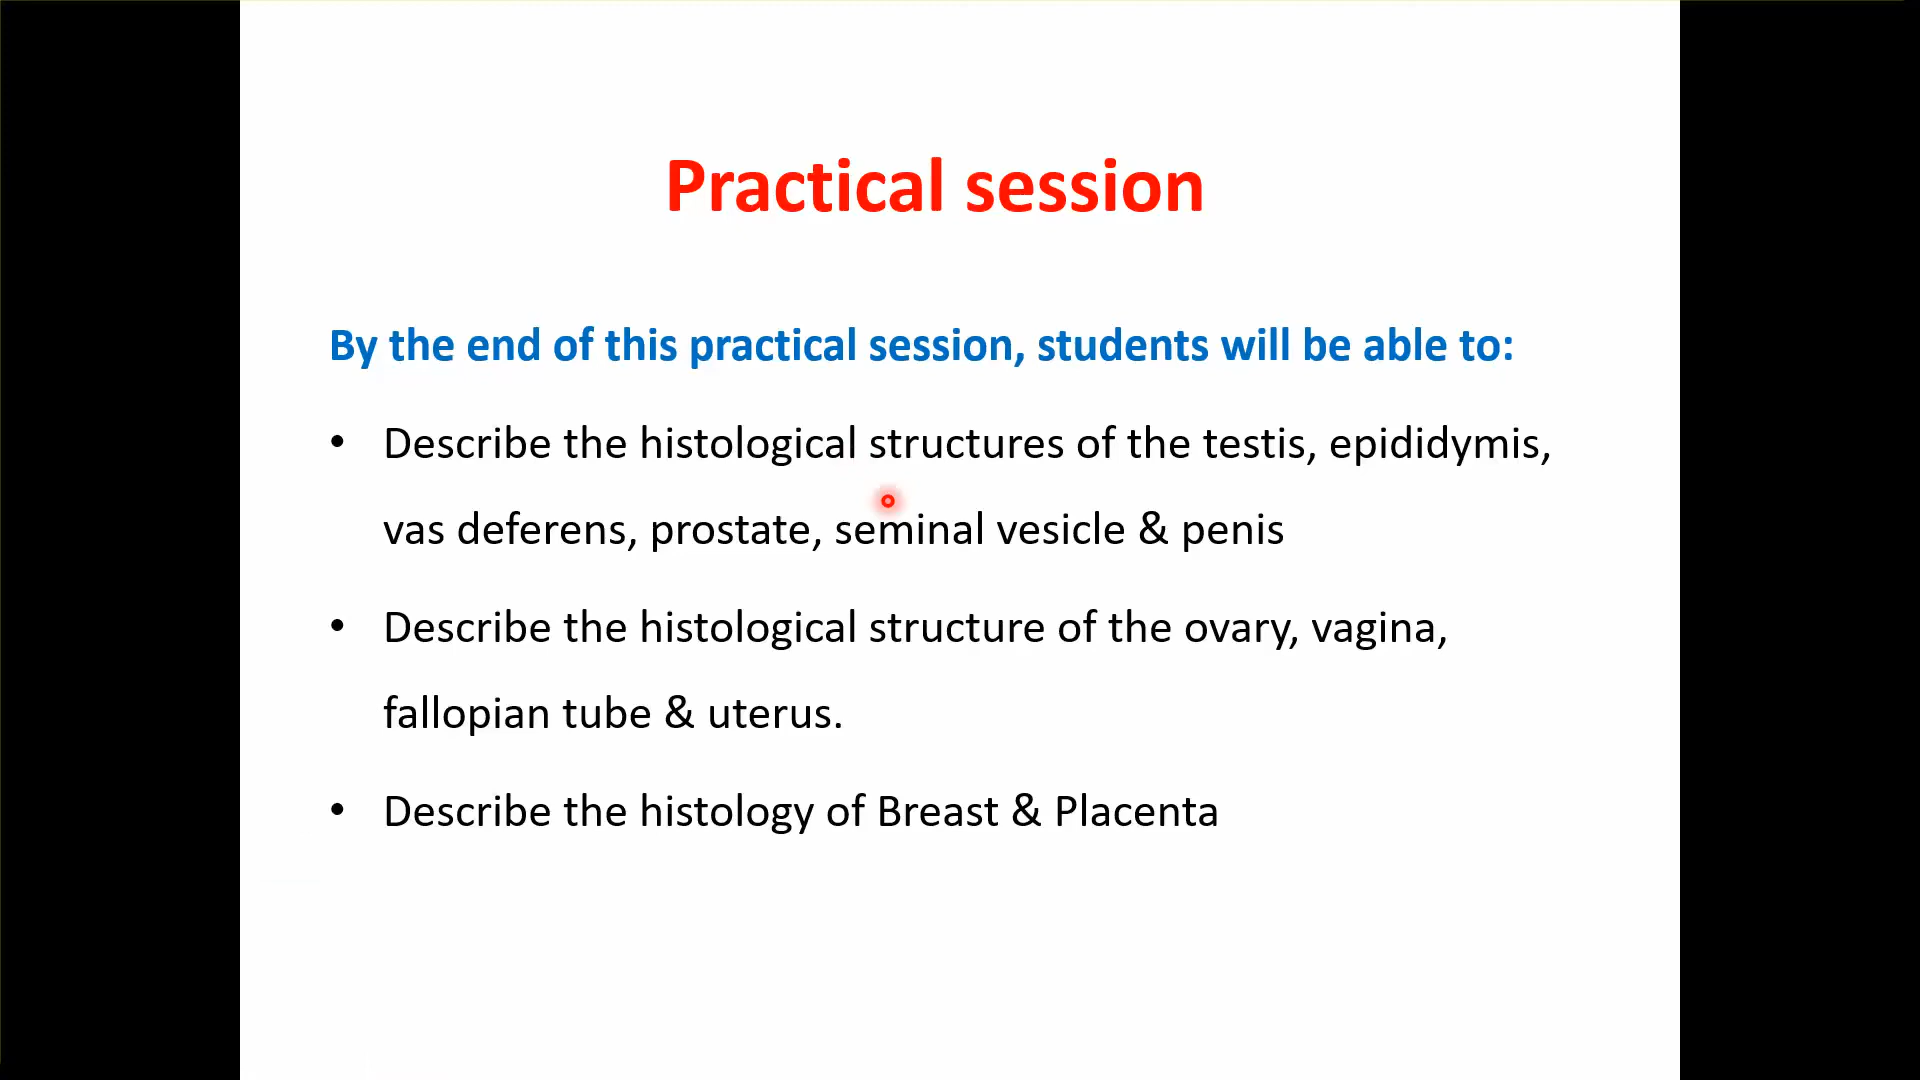 Practical session
By the end of this practical session, students will be able to:
• Describe the histological structures of the testis, epididymis,
vas deferens, prostate, seminal vesicle & penis
• Describe the histological structure of the ovary, vagina,
fallopian tube & uterus.
• Describe the histology of Breast & Placenta